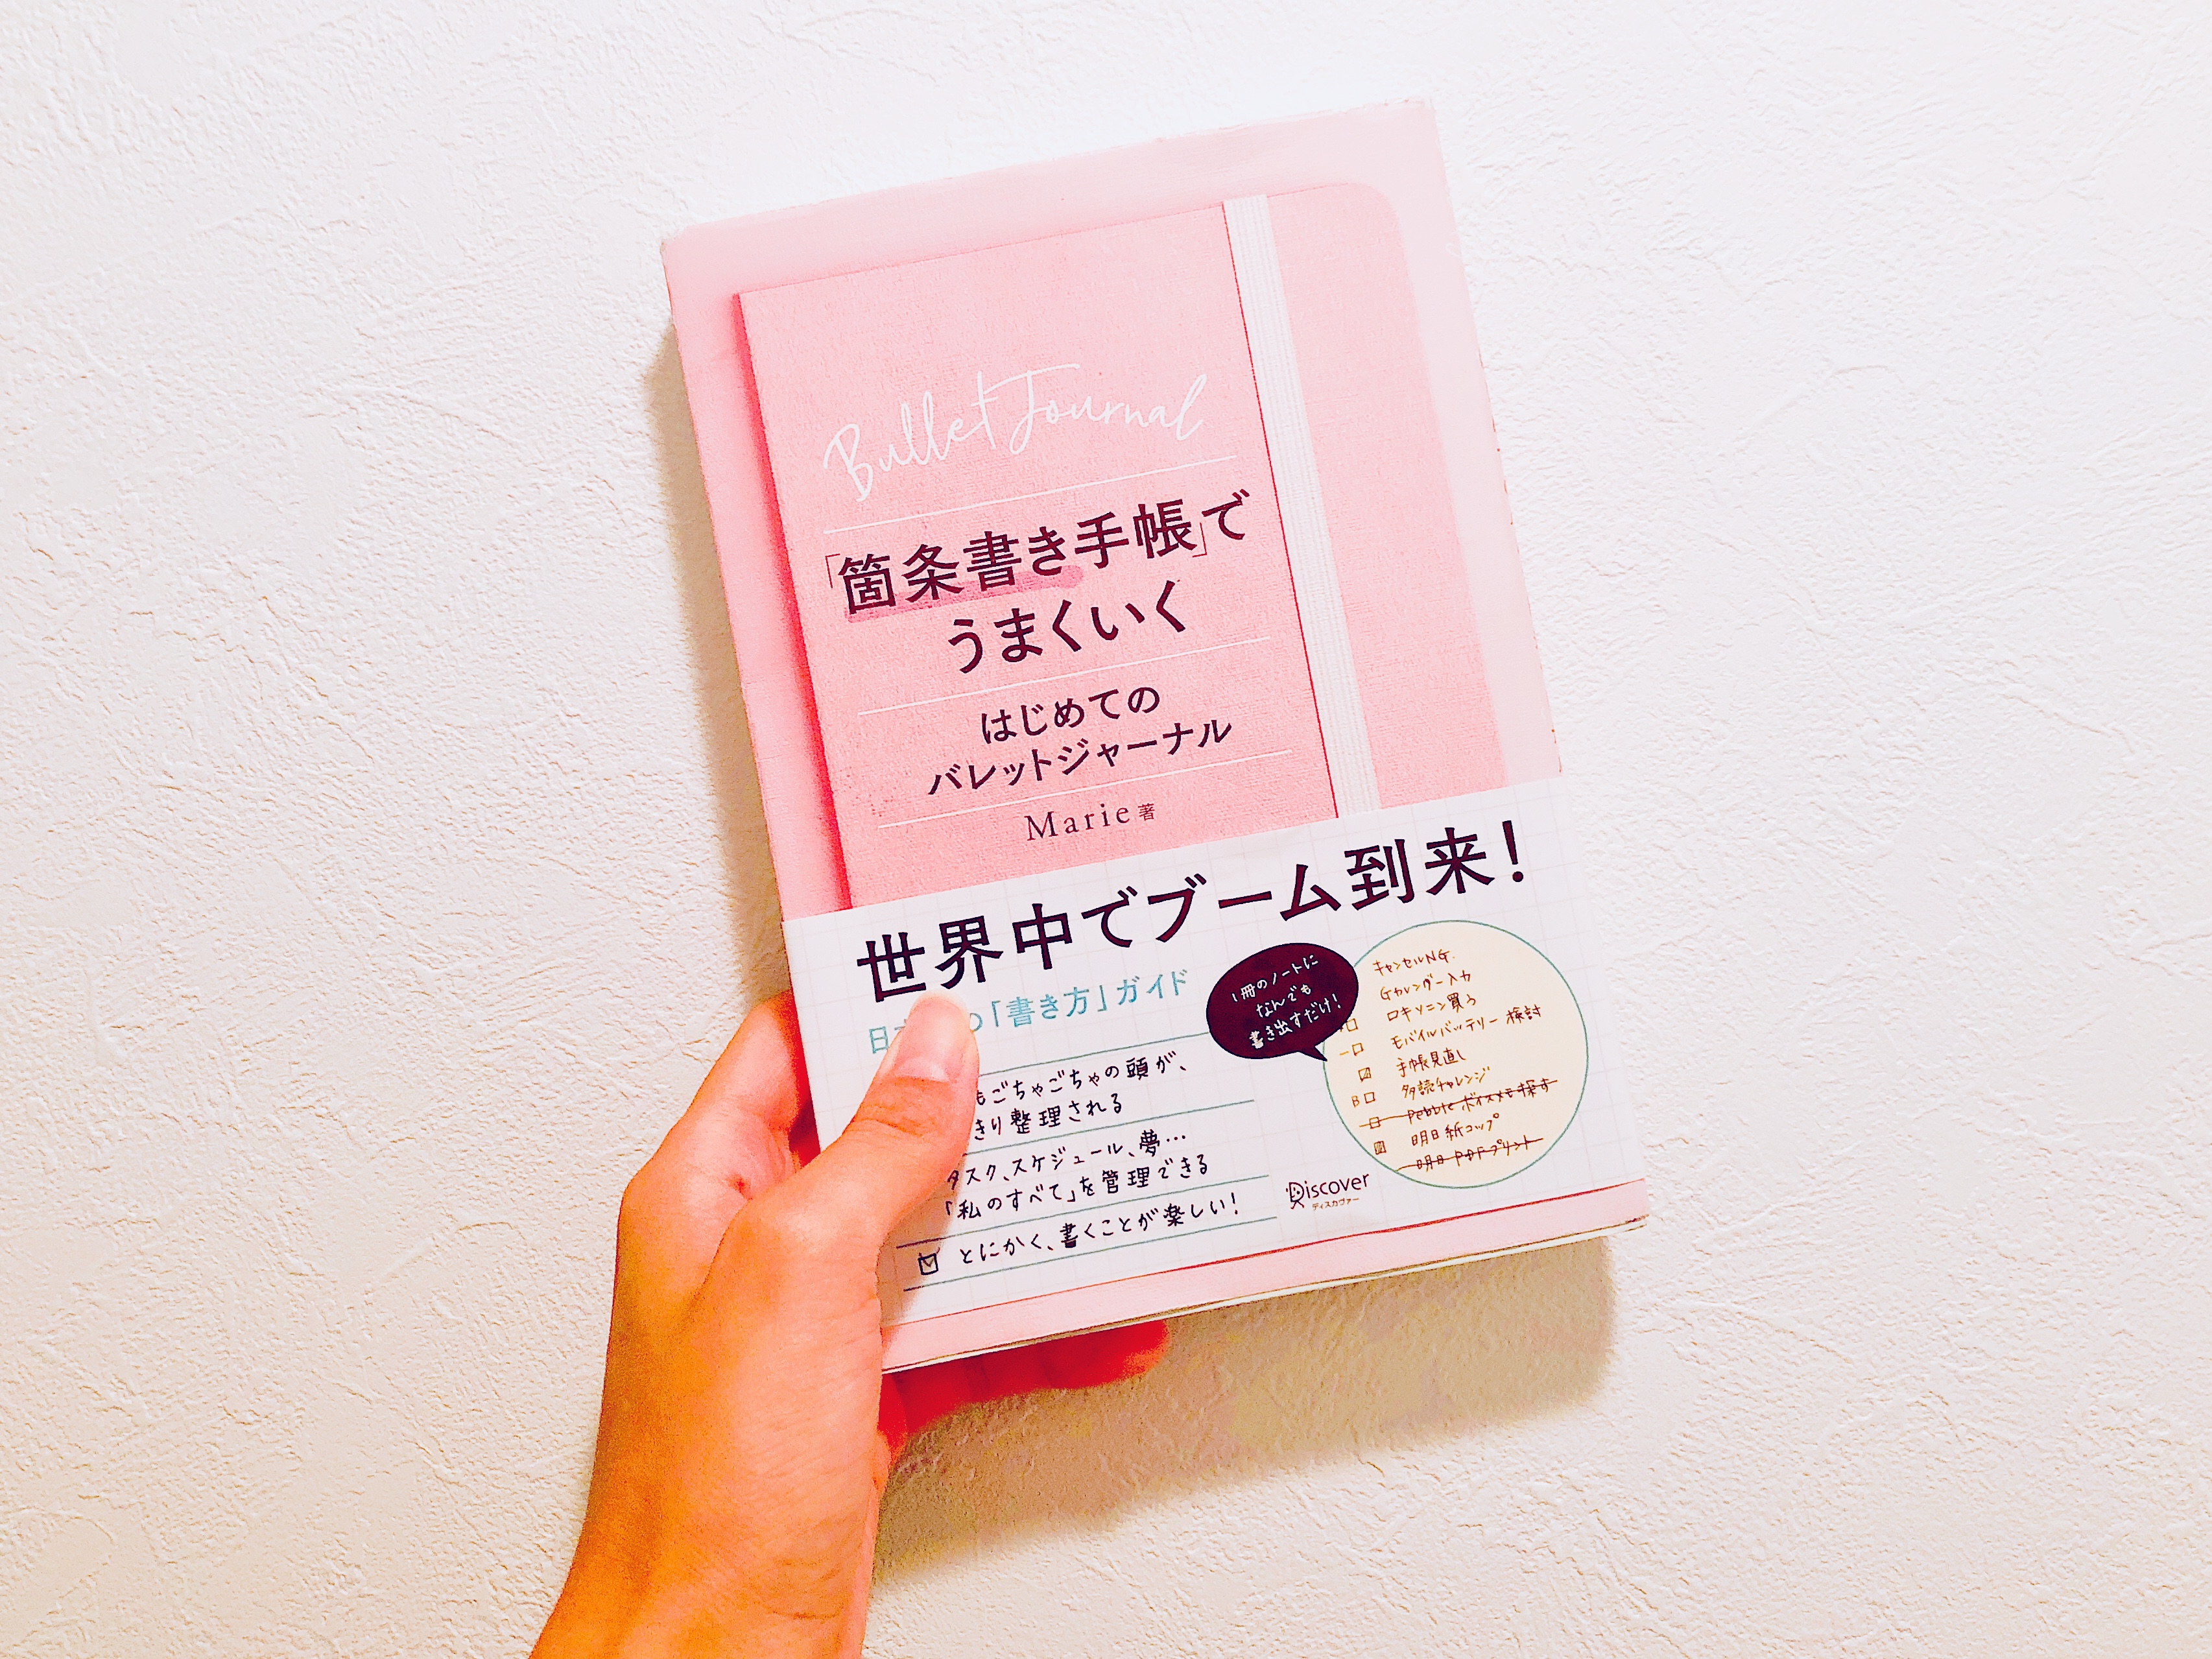 Bullet Journal
「箇条書き手帳」で
うまくいく
はじめての
バレットジャーナル
Marie 著
世界中でブーム到来!
日 の「書き方」ガイド
1冊のノートに
なんでも
書き出すだけ!
もごちゃごちゃの頭が、
きり整理される
タスク、スケジュール、夢…
「私のすべて」を管理できる
とにかく、書くことが楽しい!
キャンセルNG.
Gカレンダー入力
ロキソニン買う
モバイルバッテリー 検討
手帳見直し
B 多読チャレンジ
Pebble ボイスメモ探す
明日 紙コップ
明日 PDFプリント
Discover
ディスカヴァー